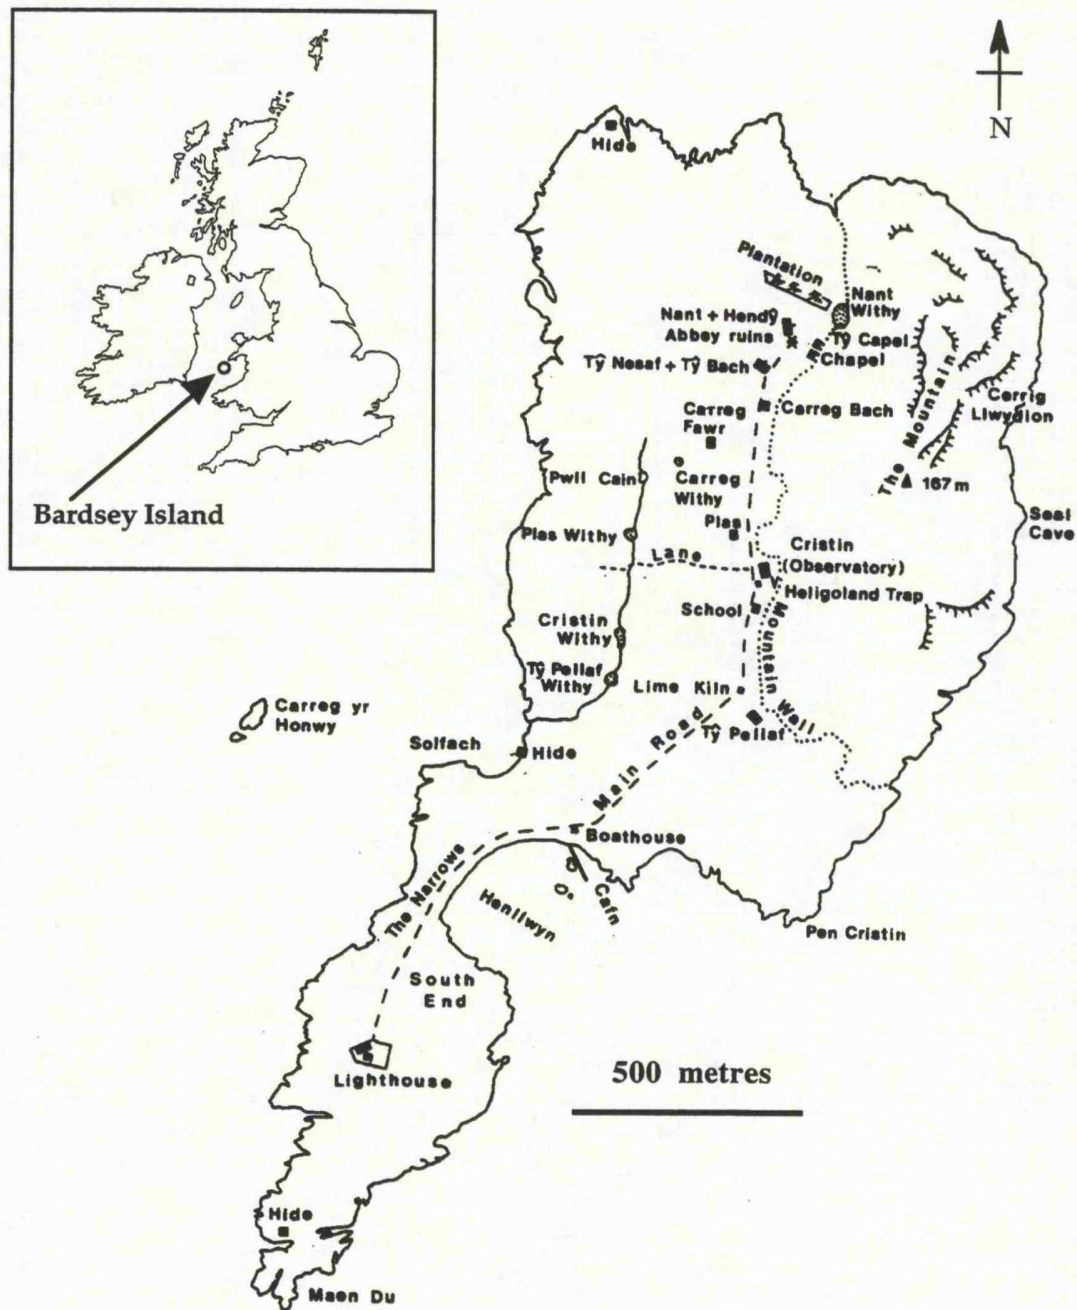 Bardsey Island
N
Hide
Plantation
Nant
Withy
Nant + Hendŷ
Abbey ruins
Tŷ Capel
Chapel
Tŷ Nesaf + Tŷ Bach
Carreg Bach
Carreg
Fawr
The Mountain
Cerrig
Llwydion
167m
Pwll Cain
Carreg
Withy
Seal
Cave
Plas
Plas Withy
Lane
Cristin
(Observatory)
Heligoland Trap
School
Cristin
Withy
Mountain Wall
Tŷ Pellaf
Withy
Lime Kiln
Carreg yr
Honwy
Tŷ Pellaf
Solfach
Hide
Main Road
Boathouse
The Narrows
Cafn
Henllwyn
Pen Cristin
South
End
500 metres
Lighthouse
Hide
Maen Du